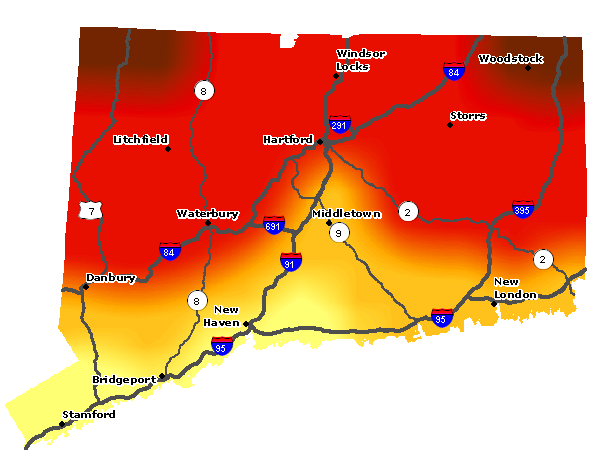 Windsor
Locks
Woodstock
84
8
Storrs
291
Hartford
Litchfield
7
Waterbury
Middletown
2
395
691
9
84
91
2
Danbury
New
London
8
New
Haven
95
95
Bridgeport
Stamford